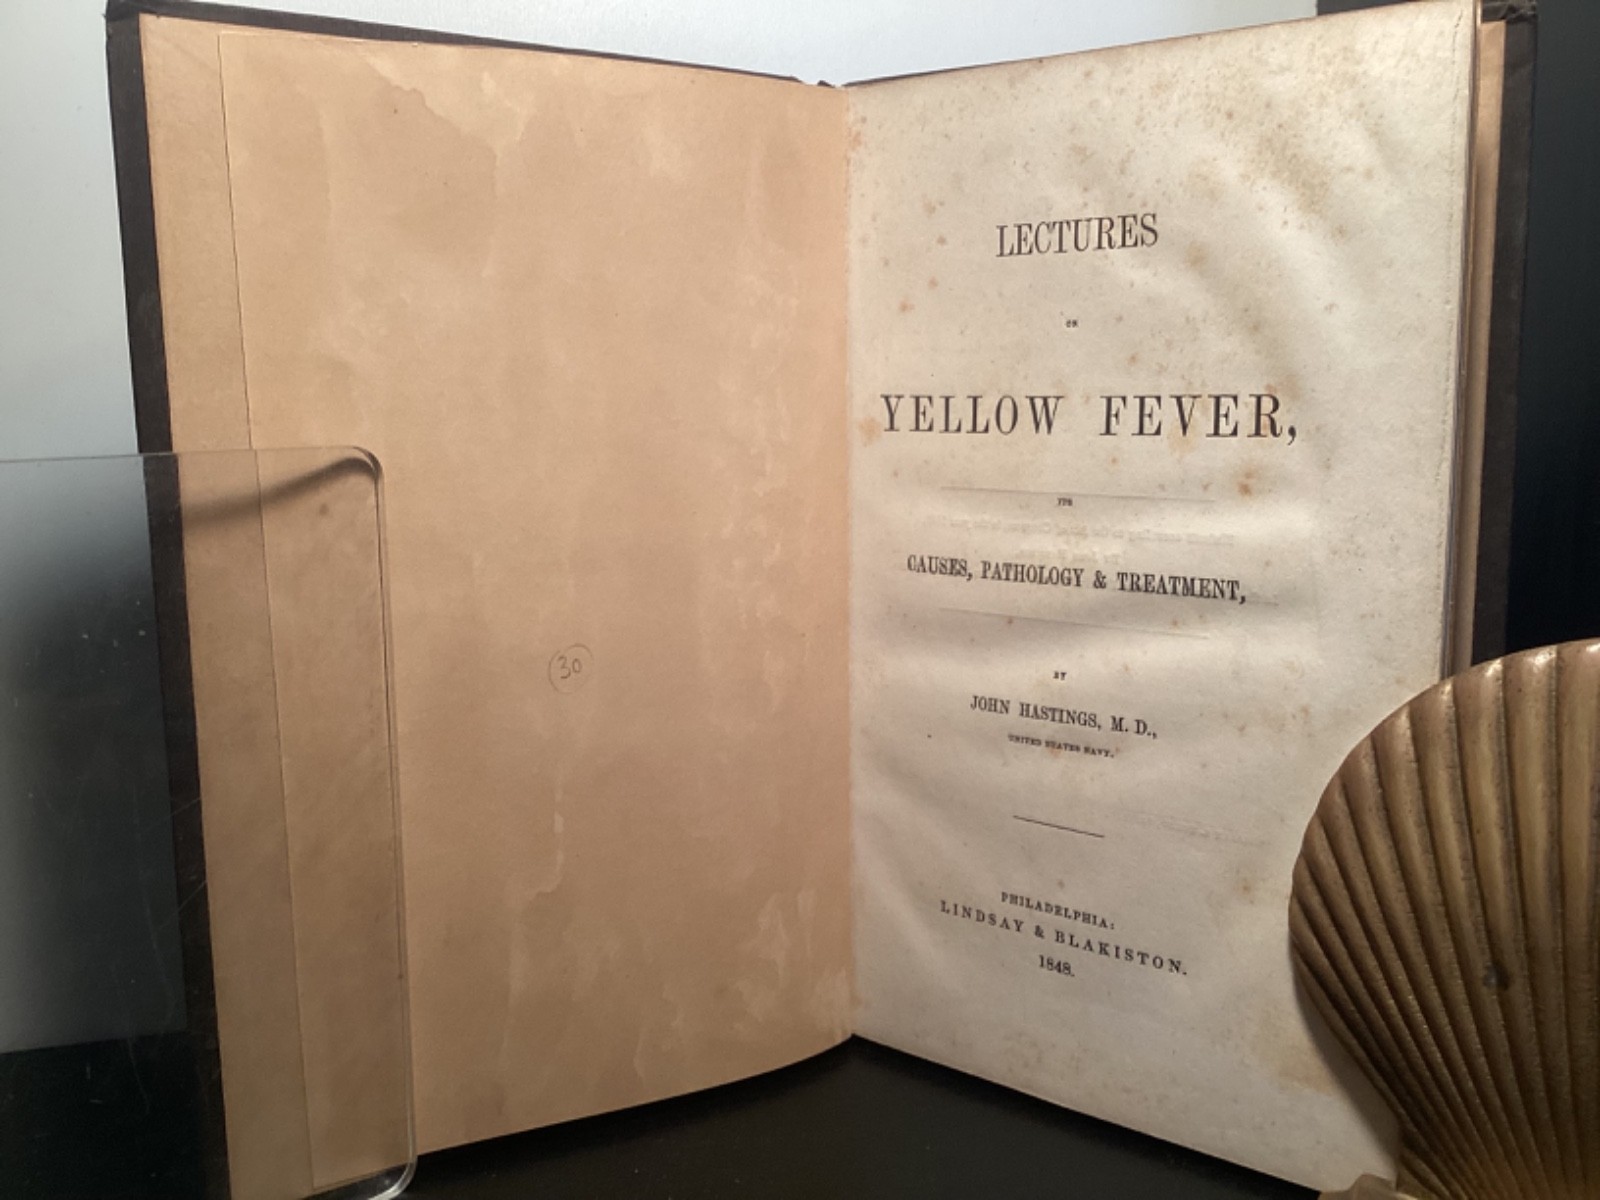 30
LECTURES
ON
YELLOW FEVER,
ITS
CAUSES, PATHOLOGY & TREATMENT,
BY
JOHN HASTINGS, M. D.,
UNITED STATES NAVY.
PHILADELPHIA:
LINDSAY & BLAKISTON.
1848.